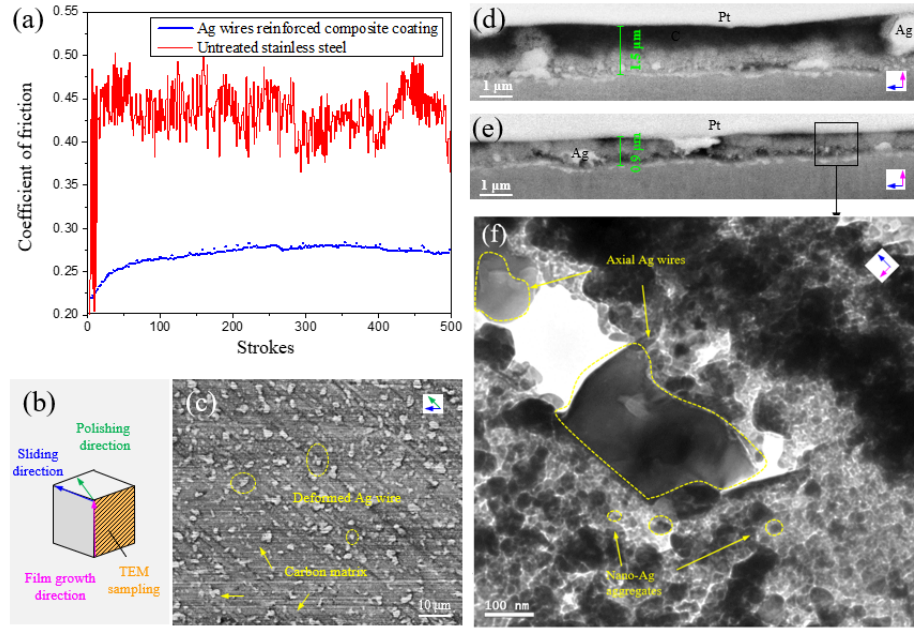 (a)
0.55
0.50
0.45
0.40
0.35
0.30
0.25
0.20
Coefficient of friction
Ag wires reinforced composite coating
Untreated stainless steel
0
100
200
300
400
500
Strokes
(b)
Polishing
direction
Sliding
direction
Film growth
direction
TEM
sampling
(c)
Deformed Ag wire
Carbon matrix
10 μm
(d)
Pt
C
Ag
1 μm
(e)
Pt
Ag
0.9 μm
1 μm
(f)
Axial Ag wires
Nano-Ag
aggregates
100 nm